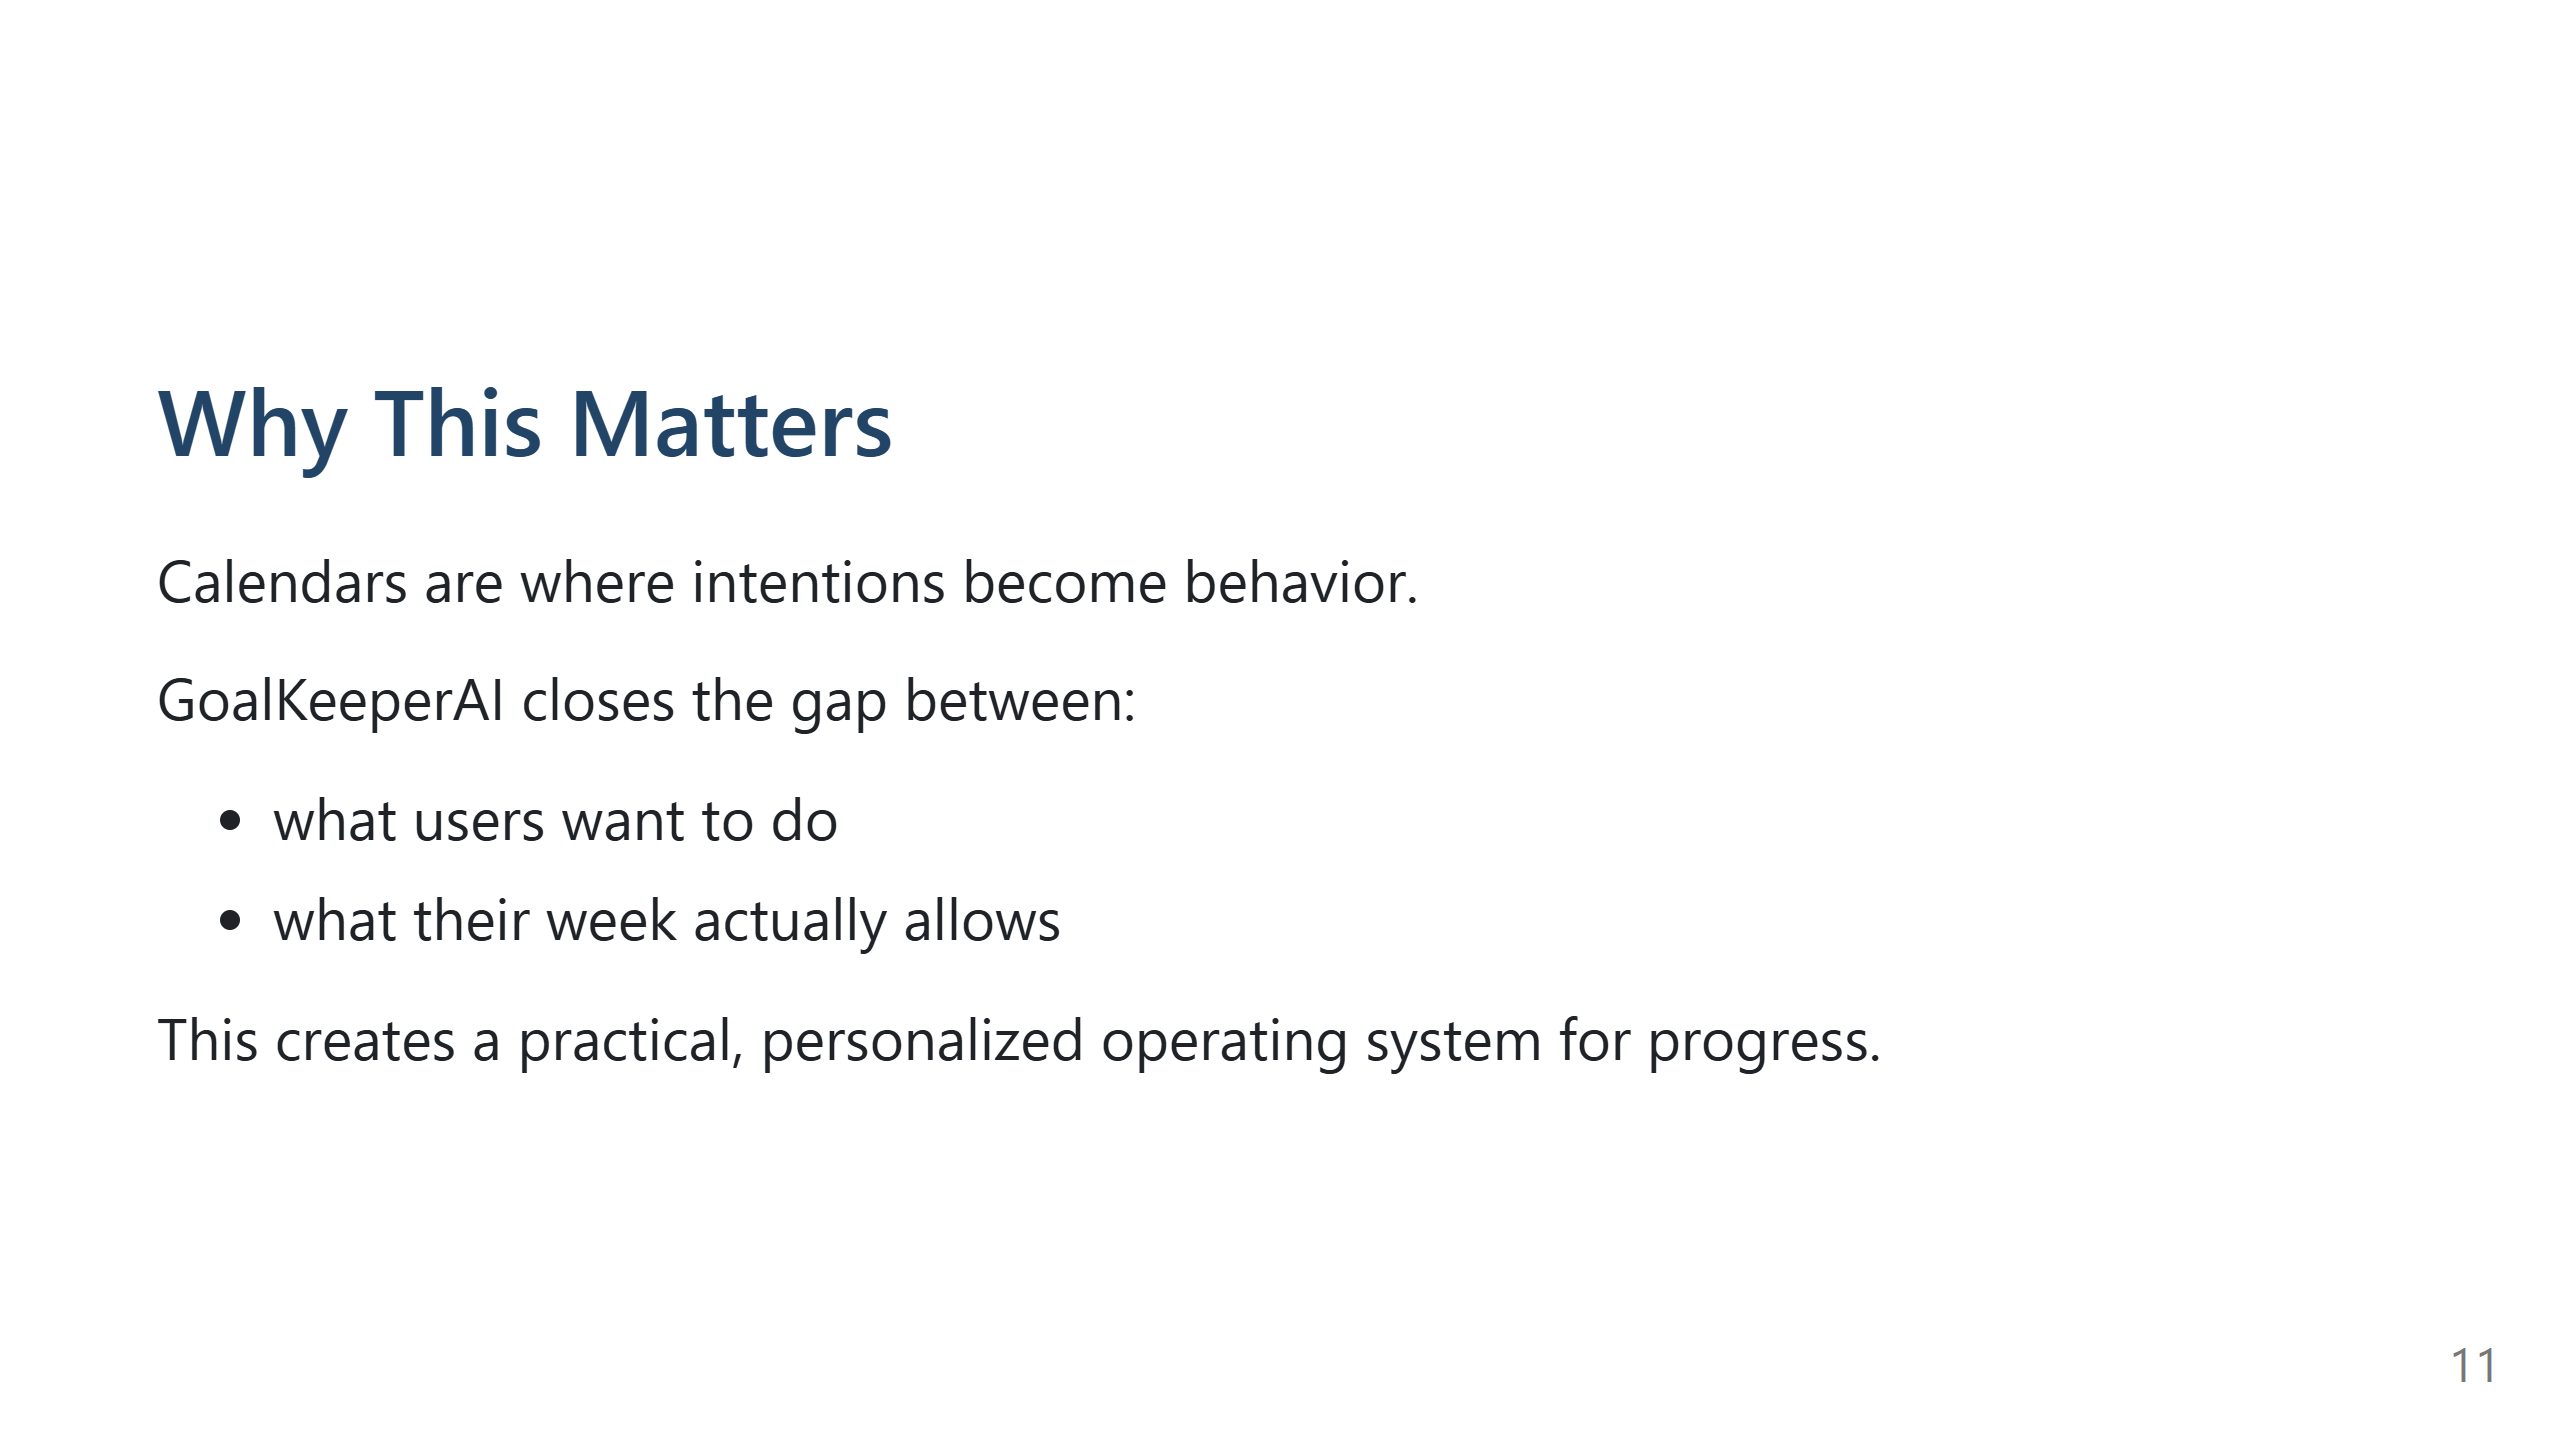 Why This Matters
Calendars are where intentions become behavior.
GoalKeeperAI closes the gap between:
• what users want to do
• what their week actually allows
This creates a practical, personalized operating system for progress.
11